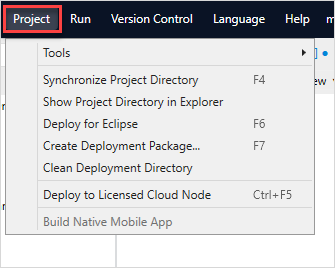 Project Run Version Control Language Help m
Tools
Synchronize Project Directory F4
Show Project Directory in Explorer
Deploy for Eclipse F6
Create Deployment Package... F7
Clean Deployment Directory
Deploy to Licensed Cloud Node Ctrl+F5
Build Native Mobile App